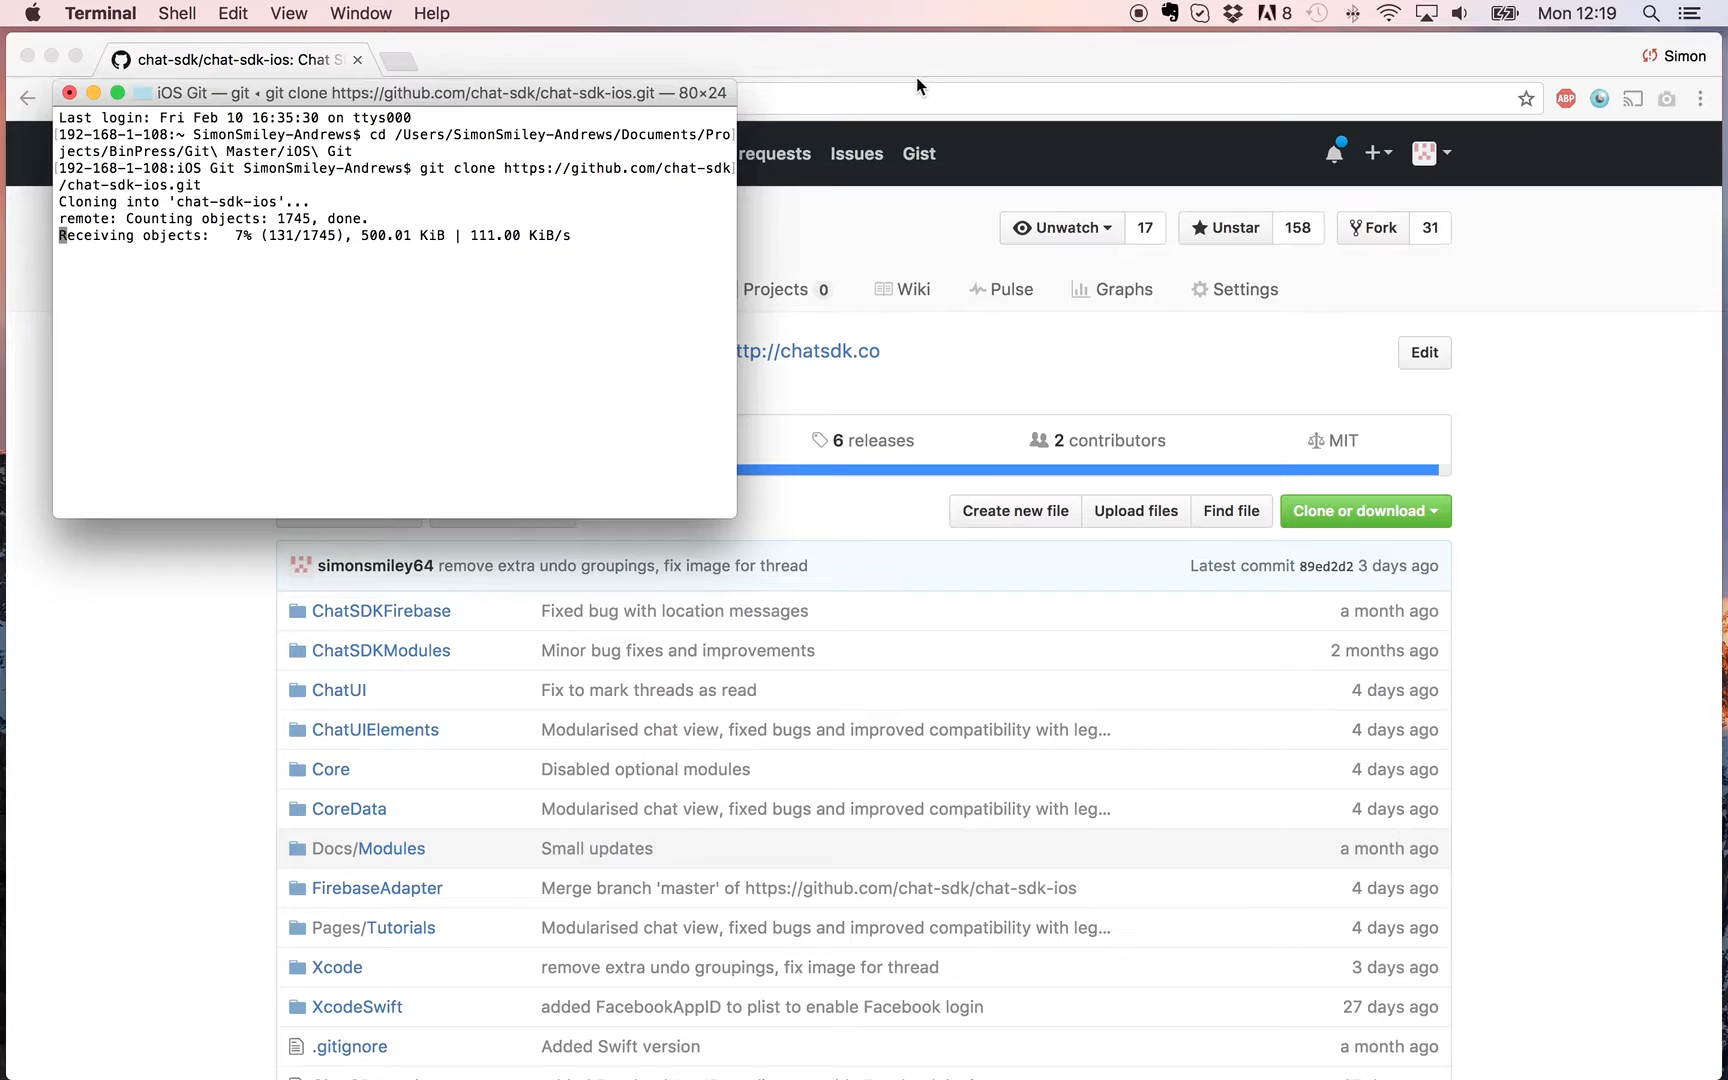 Terminal Shell Edit View Window Help 8 Mon 12:19
chat-sdk/chat-sdk-ios: Chat S Simon
iOS Git — git ◂ git clone https://github.com/chat-sdk/chat-sdk-ios.git — 80×24
ABP
Last login: Fri Feb 10 16:35:30 on ttys000
[192-168-1-108:~ SimonSmiley-Andrews$ cd /Users/SimonSmiley-Andrews/Documents/Pro]
jects/BinPress/Git\ Master/iOS\ Git
[192-168-1-108:iOS Git SimonSmiley-Andrews$ git clone https://github.com/chat-sdk]
/chat-sdk-ios.git
Cloning into 'chat-sdk-ios'...
remote: Counting objects: 1745, done.
Receiving objects:   7% (131/1745), 500.01 KiB | 111.00 KiB/s
requests Issues Gist
Unwatch 17 Unstar 158 Fork 31
Projects 0 Wiki Pulse Graphs Settings
ttp://chatsdk.co Edit
6 releases 2 contributors MIT
Create new file Upload files Find file Clone or download
simonsmiley64 remove extra undo groupings, fix image for thread Latest commit 89ed2d2 3 days ago
ChatSDKFirebase Fixed bug with location messages a month ago
ChatSDKModules Minor bug fixes and improvements 2 months ago
ChatUI Fix to mark threads as read 4 days ago
ChatUIElements Modularised chat view, fixed bugs and improved compatibility with leg... 4 days ago
Core Disabled optional modules 4 days ago
CoreData Modularised chat view, fixed bugs and improved compatibility with leg... 4 days ago
Docs/Modules Small updates a month ago
FirebaseAdapter Merge branch 'master' of https://github.com/chat-sdk/chat-sdk-ios 4 days ago
Pages/Tutorials Modularised chat view, fixed bugs and improved compatibility with leg... 4 days ago
Xcode remove extra undo groupings, fix image for thread 3 days ago
XcodeSwift added FacebookAppID to plist to enable Facebook login 27 days ago
.gitignore Added Swift version a month ago